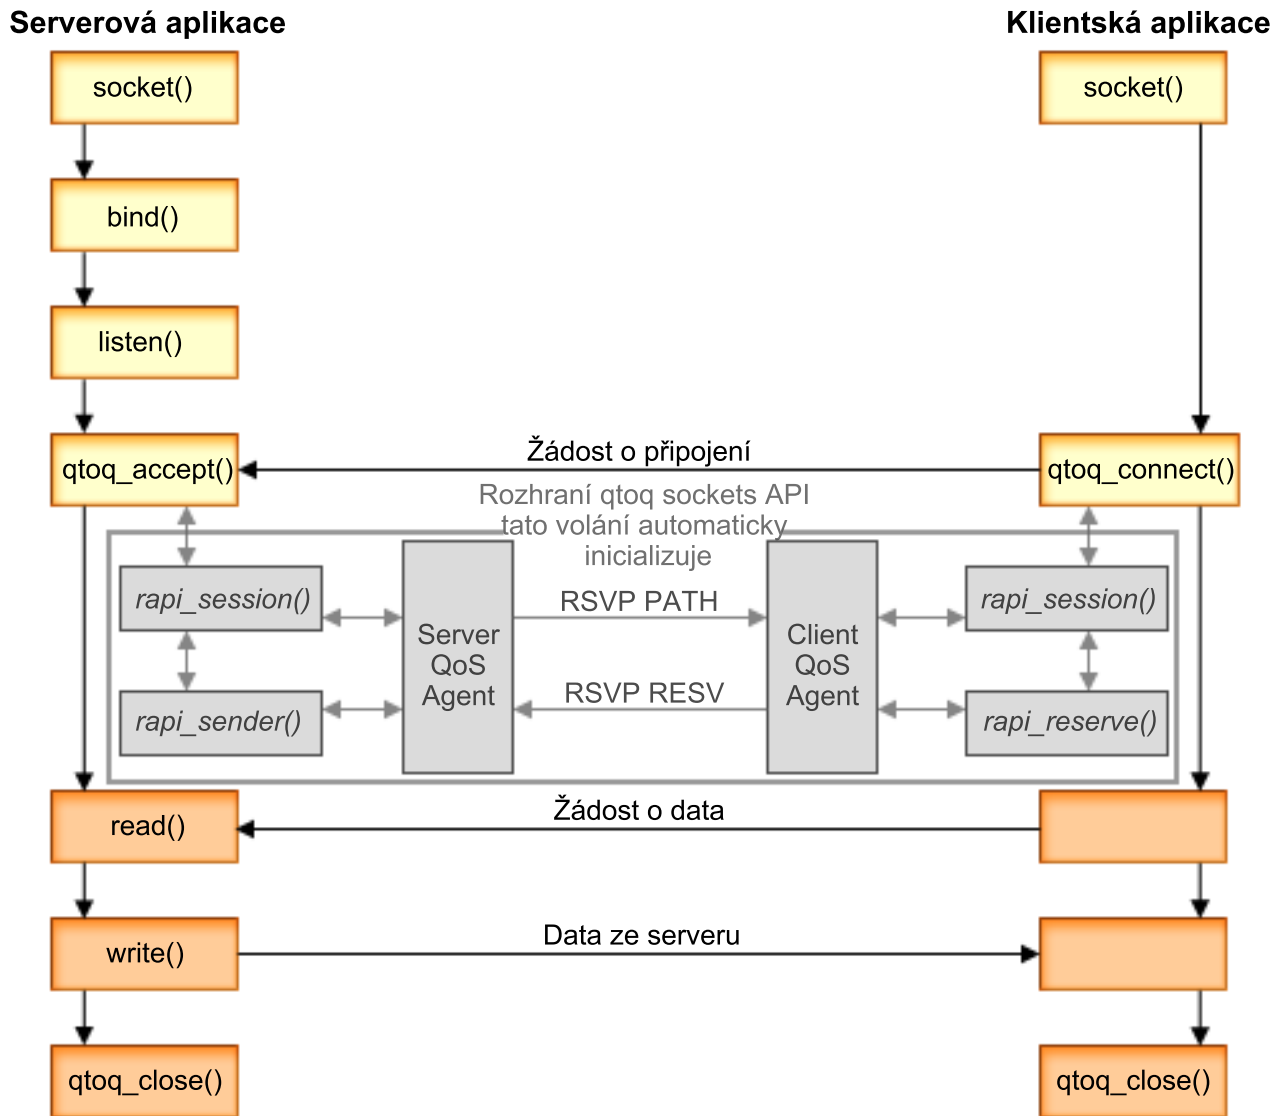 Serverová aplikace
Klientská aplikace
socket()
socket()
bind()
listen()
qtoq_accept()
Žádost o připojení
qtoq_connect()
Rozhraní qtoq sockets API
tato volání automaticky
inicializuje
rapi_session()
RSVP PATH
rapi_session()
Server
QoS
Agent
Client
QoS
Agent
rapi_sender()
RSVP RESV
rapi_reserve()
read()
Žádost o data
write()
Data ze serveru
qtoq_close()
qtoq_close()